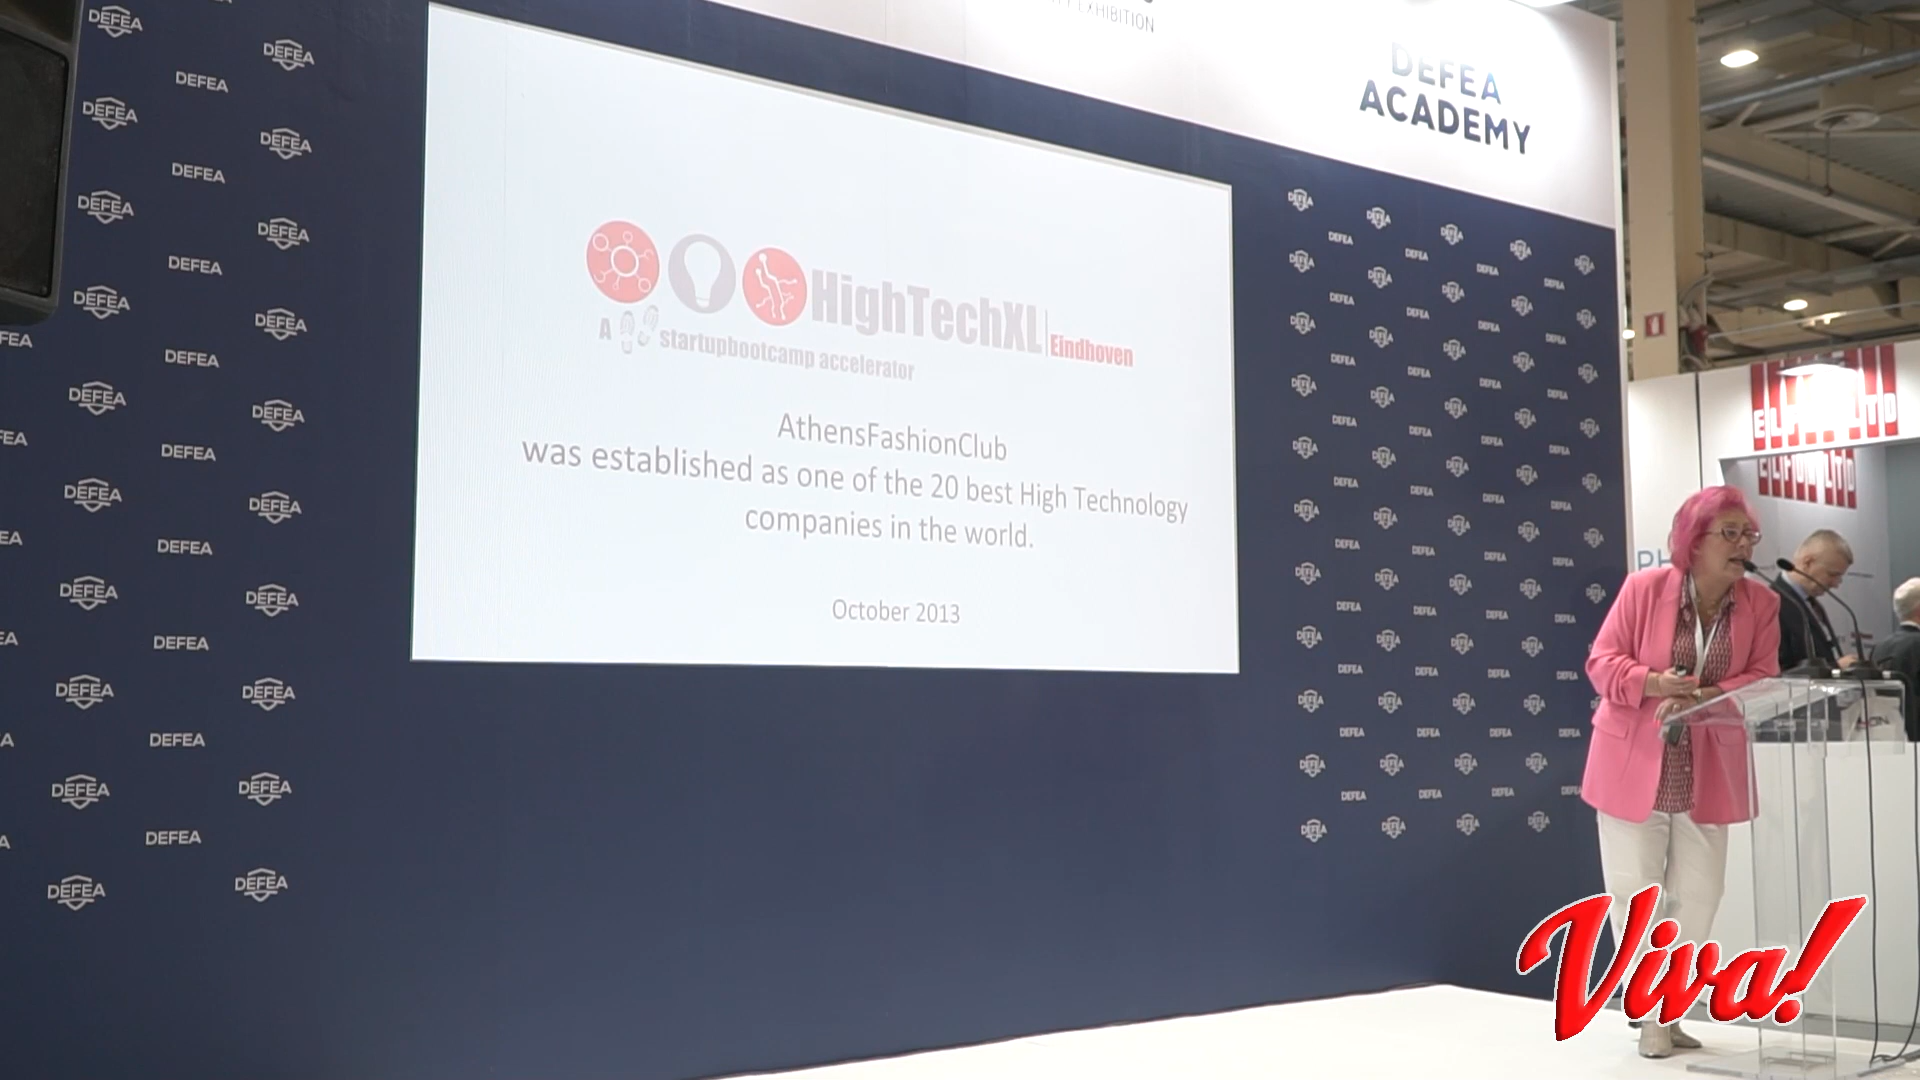 EXHIBITION
DEFEA
ACADEMY
HighTechXL
Eindhoven
A startupbootcamp accelerator
AthensFashionClub
was established as one of the 20 best High Technology
companies in the world.
October 2013
DEFEA
PH
Viva!